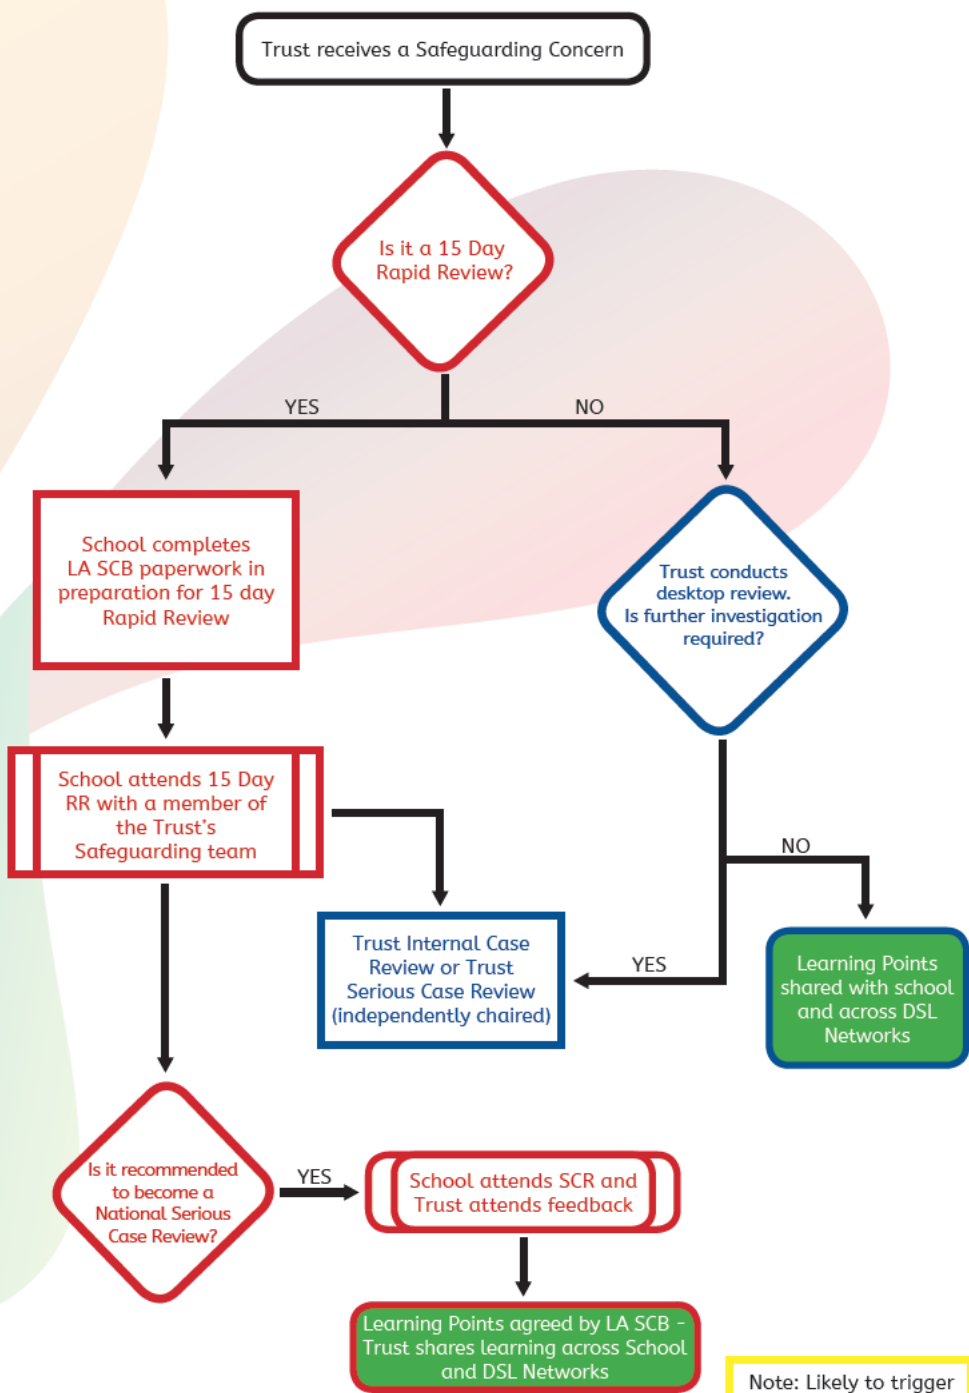 Trust receives a Safeguarding Concern
Is it a 15 Day
Rapid Review?
YES
NO
School completes
LA SCB paperwork in
preparation for 15 day
Rapid Review
Trust conducts
desktop review.
Is further investigation
required?
School attends 15 Day
RR with a member of
the Trust's
Safeguarding team
NO
Trust Internal Case
Review or Trust
Serious Case Review
(independently chaired)
YES
Learning Points
shared with school
and across DSL
Networks
Is it recommended
to become a
National Serious
Case Review?
YES
School attends SCR and
Trust attends feedback
Learning Points agreed by LA SCB -
Trust shares learning across School
and DSL Networks
Note: Likely to trigger